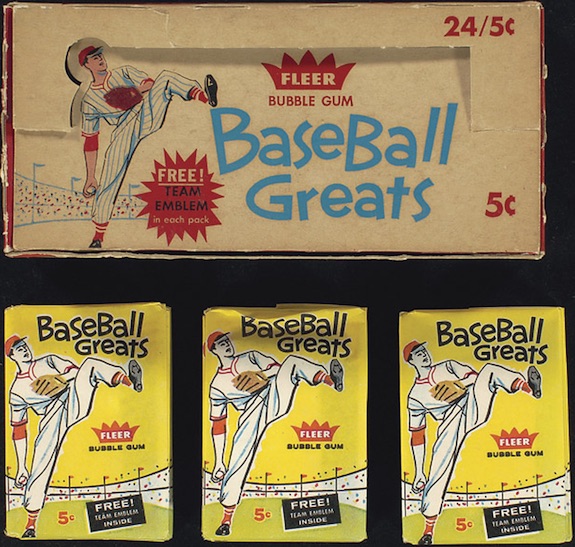 24/5¢
FLEER
BUBBLE GUM
BaseBall
Greats
FREE!
TEAM
EMBLEM
in each pack
5¢
BaseBall
Greats
FLEER
BUBBLE GUM
5¢
FREE!
TEAM EMBLEM
INSIDE
BaseBall
Greats
FLEER
BUBBLE GUM
5¢
FREE!
TEAM EMBLEM
INSIDE
BaseBall
Greats
FLEER
BUBBLE GUM
5¢
FREE!
TEAM EMBLEM
INSIDE